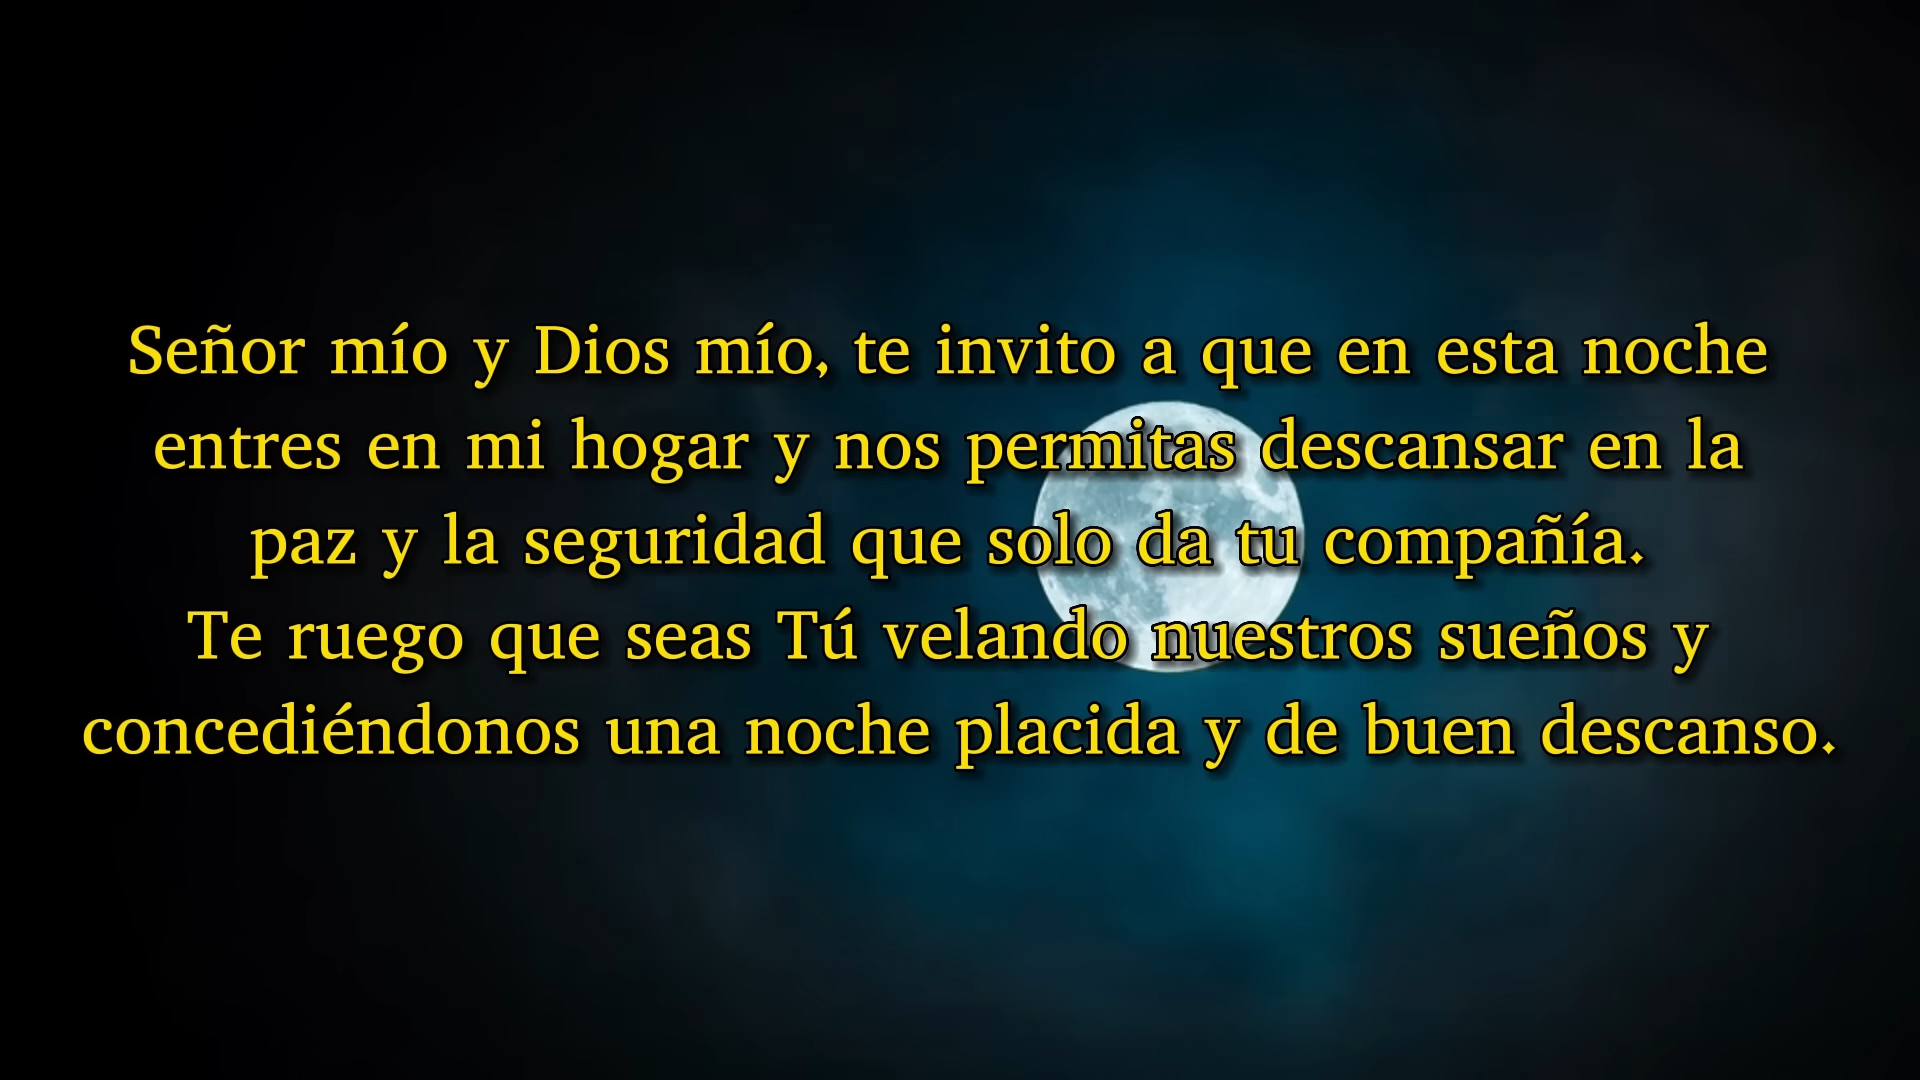 Señor mío y Dios mío, te invito a que en esta noche
entres en mi hogar y nos permitas descansar en la
paz y la seguridad que solo da tu compañía.
Te ruego que seas Tú velando nuestros sueños y
concediéndonos una noche placida y de buen descanso.